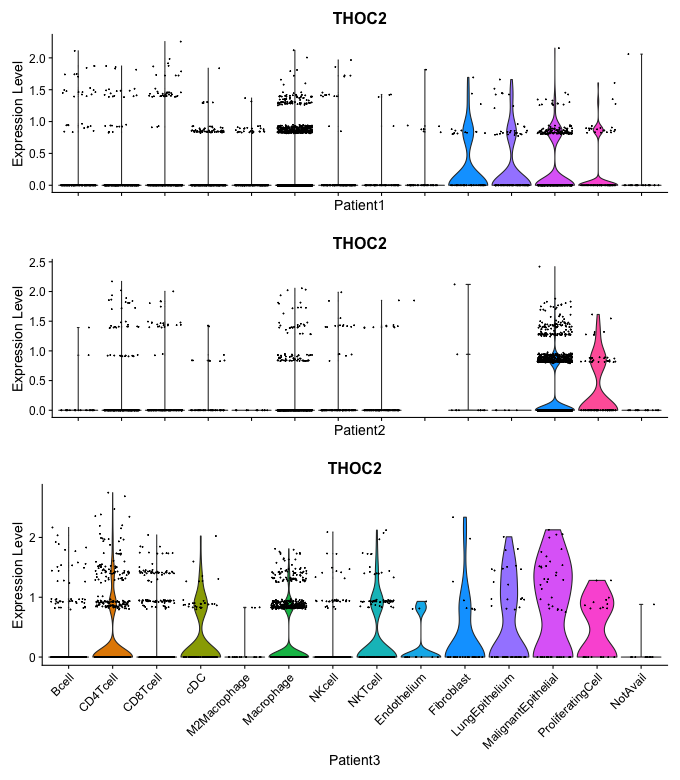 THOC2
Expression Level
2.0
1.5
1.0
0.5
0.0
Patient1
THOC2
Expression Level
2.5
2.0
1.5
1.0
0.5
0.0
Patient2
THOC2
Expression Level
2
1
0
Bcell
CD4Tcell
CD8Tcell
cDC
M2Macrophage
Macrophage
NKcell
NKTcell
Endothelium
Fibroblast
LungEpithelium
MalignantEpithelial
ProliferatingCell
NotAvail
Patient3